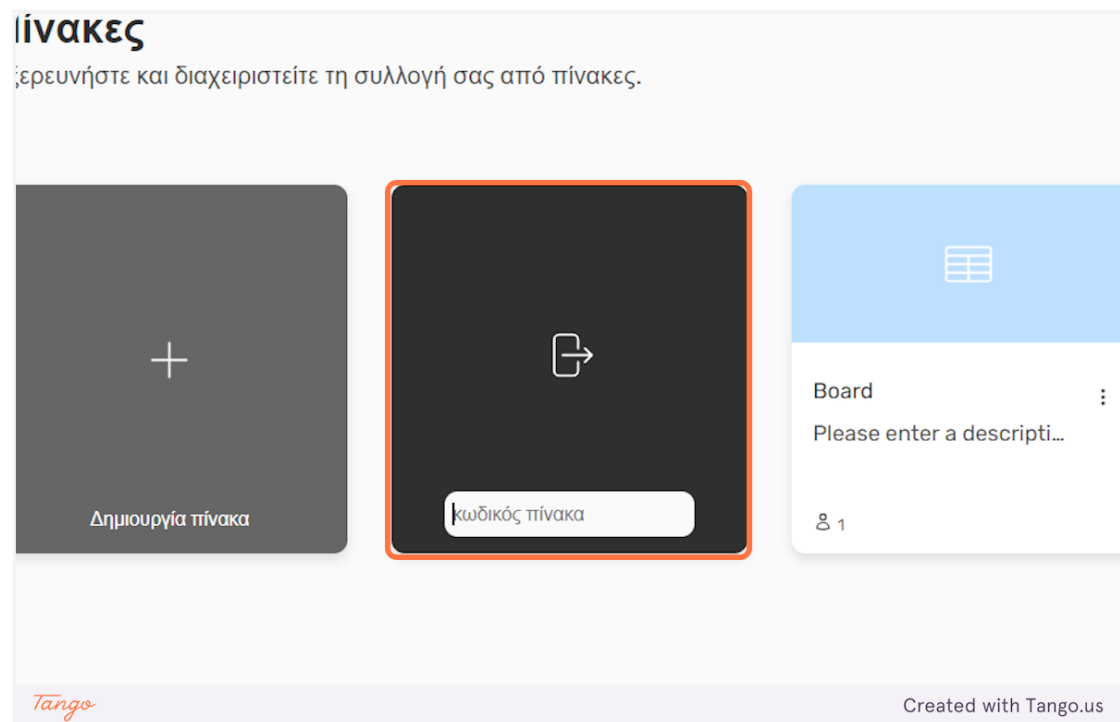 Πίνακες
ξερευνήστε και διαχειριστείτε τη συλλογή σας από πίνακες.
Δημιουργία πίνακα
κωδικός πίνακα
Board
Please enter a descripti...
1
Tango
Created with Tango.us